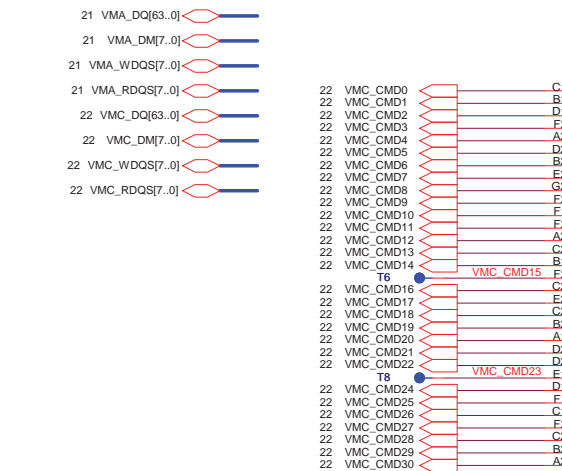 21 VMA_DQ[63..0]
21 VMA_DM[7..0]
21 VMA_WDQS[7..0]
21 VMA_RDQS[7..0]
22 VMC_DQ[63..0]
22 VMC_DM[7..0]
22 VMC_WDQS[7..0]
22 VMC_RDQS[7..0]
22 VMC_CMD0
22 VMC_CMD1
22 VMC_CMD2
22 VMC_CMD3
22 VMC_CMD4
22 VMC_CMD5
22 VMC_CMD6
22 VMC_CMD7
22 VMC_CMD8
22 VMC_CMD9
22 VMC_CMD10
22 VMC_CMD11
22 VMC_CMD12
22 VMC_CMD13
22 VMC_CMD14
T6 VMC_CMD15
22 VMC_CMD16
22 VMC_CMD17
22 VMC_CMD18
22 VMC_CMD19
22 VMC_CMD20
22 VMC_CMD21
22 VMC_CMD22
T8 VMC_CMD23
22 VMC_CMD24
22 VMC_CMD25
22 VMC_CMD26
22 VMC_CMD27
22 VMC_CMD28
22 VMC_CMD29
22 VMC_CMD30